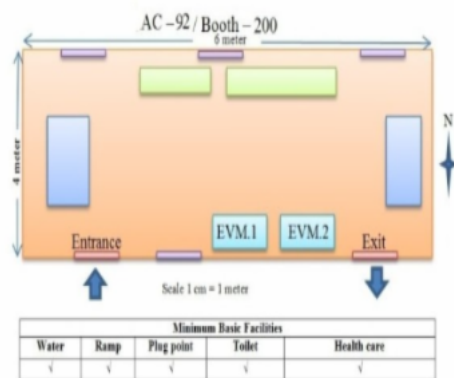 AC -92/ Booth - 200
6 meter
4 meter
N
EVM.1 EVM.2
Entrance Exit
Scale 1 cm = 1 meter
Minimum Basic Facilities
Water Ramp Plug point Toilet Health care
√ √ √ √ √